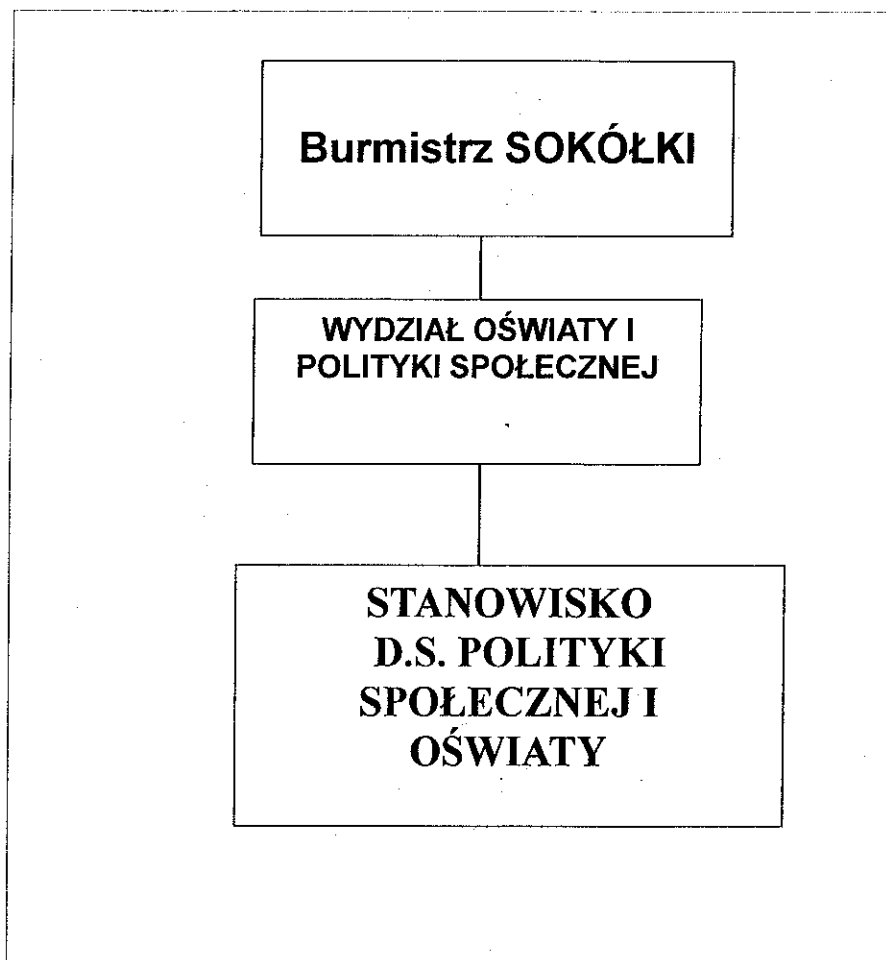 Burmistrz SOKÓŁKI
WYDZIAŁ OŚWIATY I
POLITYKI SPOŁECZNEJ
STANOWISKO
D.S. POLITYKI
SPOŁECZNEJ I
OŚWIATY